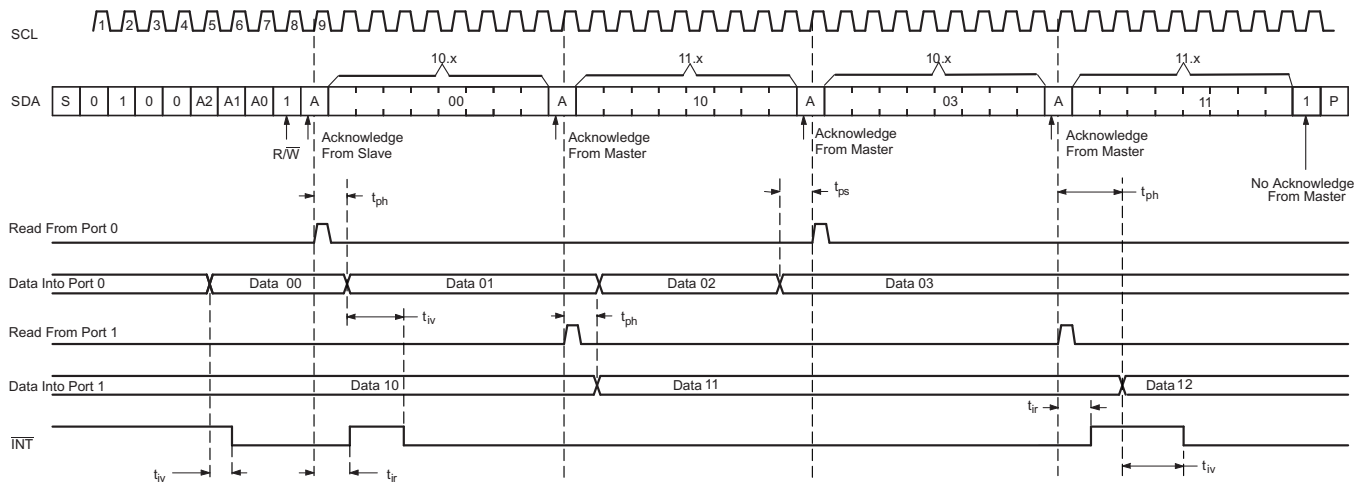 SCL 1 2 3 4 5 6 7 8 9
10.x 11.x 10.x 11.x
SDA S 0 1 0 0 A2 A1 A0 1 A 00 A 10 A 03 A 11 1 P
R/W̅
Acknowledge
From Slave
Acknowledge
From Master
Acknowledge
From Master
Acknowledge
From Master
No Acknowledge
From Master
tph tps tph
Read From Port 0
Data Into Port 0 Data 00 Data 01 Data 02 Data 03
tiv tph
Read From Port 1
Data Into Port 1 Data 10 Data 11 Data 12
tir
I̅N̅T̅
tiv tir tiv